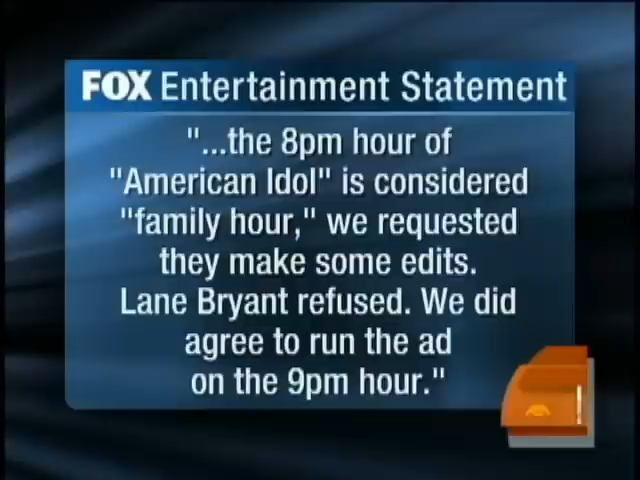 FOX Entertainment Statement
"...the 8pm hour of
"American Idol" is considered
"family hour," we requested
they make some edits.
Lane Bryant refused. We did
agree to run the ad
on the 9pm hour."